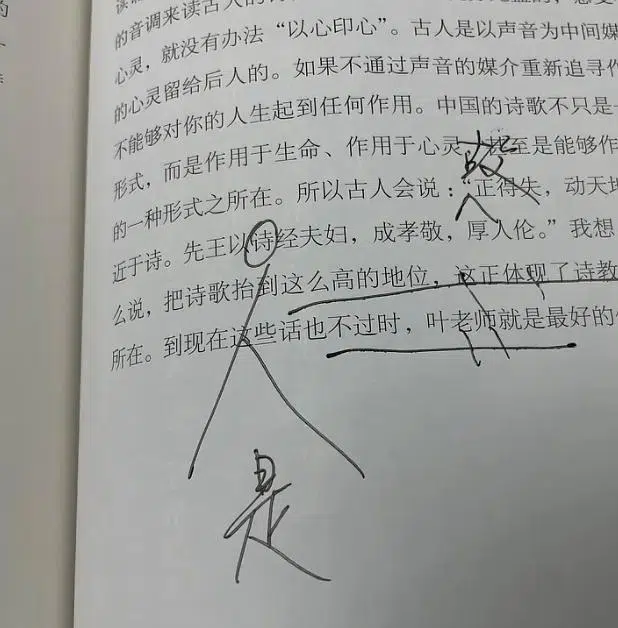 的音调来读古人的
心灵，就没有办法“以心印心”。古人是以声音为中间媒
的心灵留给后人的。如果不通过声音的媒介重新追寻作
不能够对你的人生起到任何作用。中国的诗歌不只是
形式，而是作用于生命、作用于心灵，甚至是能够作
故
的一种形式之所在。所以古人会说：“正得失，动天地
近于诗。先王以诗经夫妇，成孝敬，厚人伦。”我想
么说，把诗歌抬到这么高的地位，这正体现了诗教
所在。到现在这些话也不过时，叶老师就是最好的
是